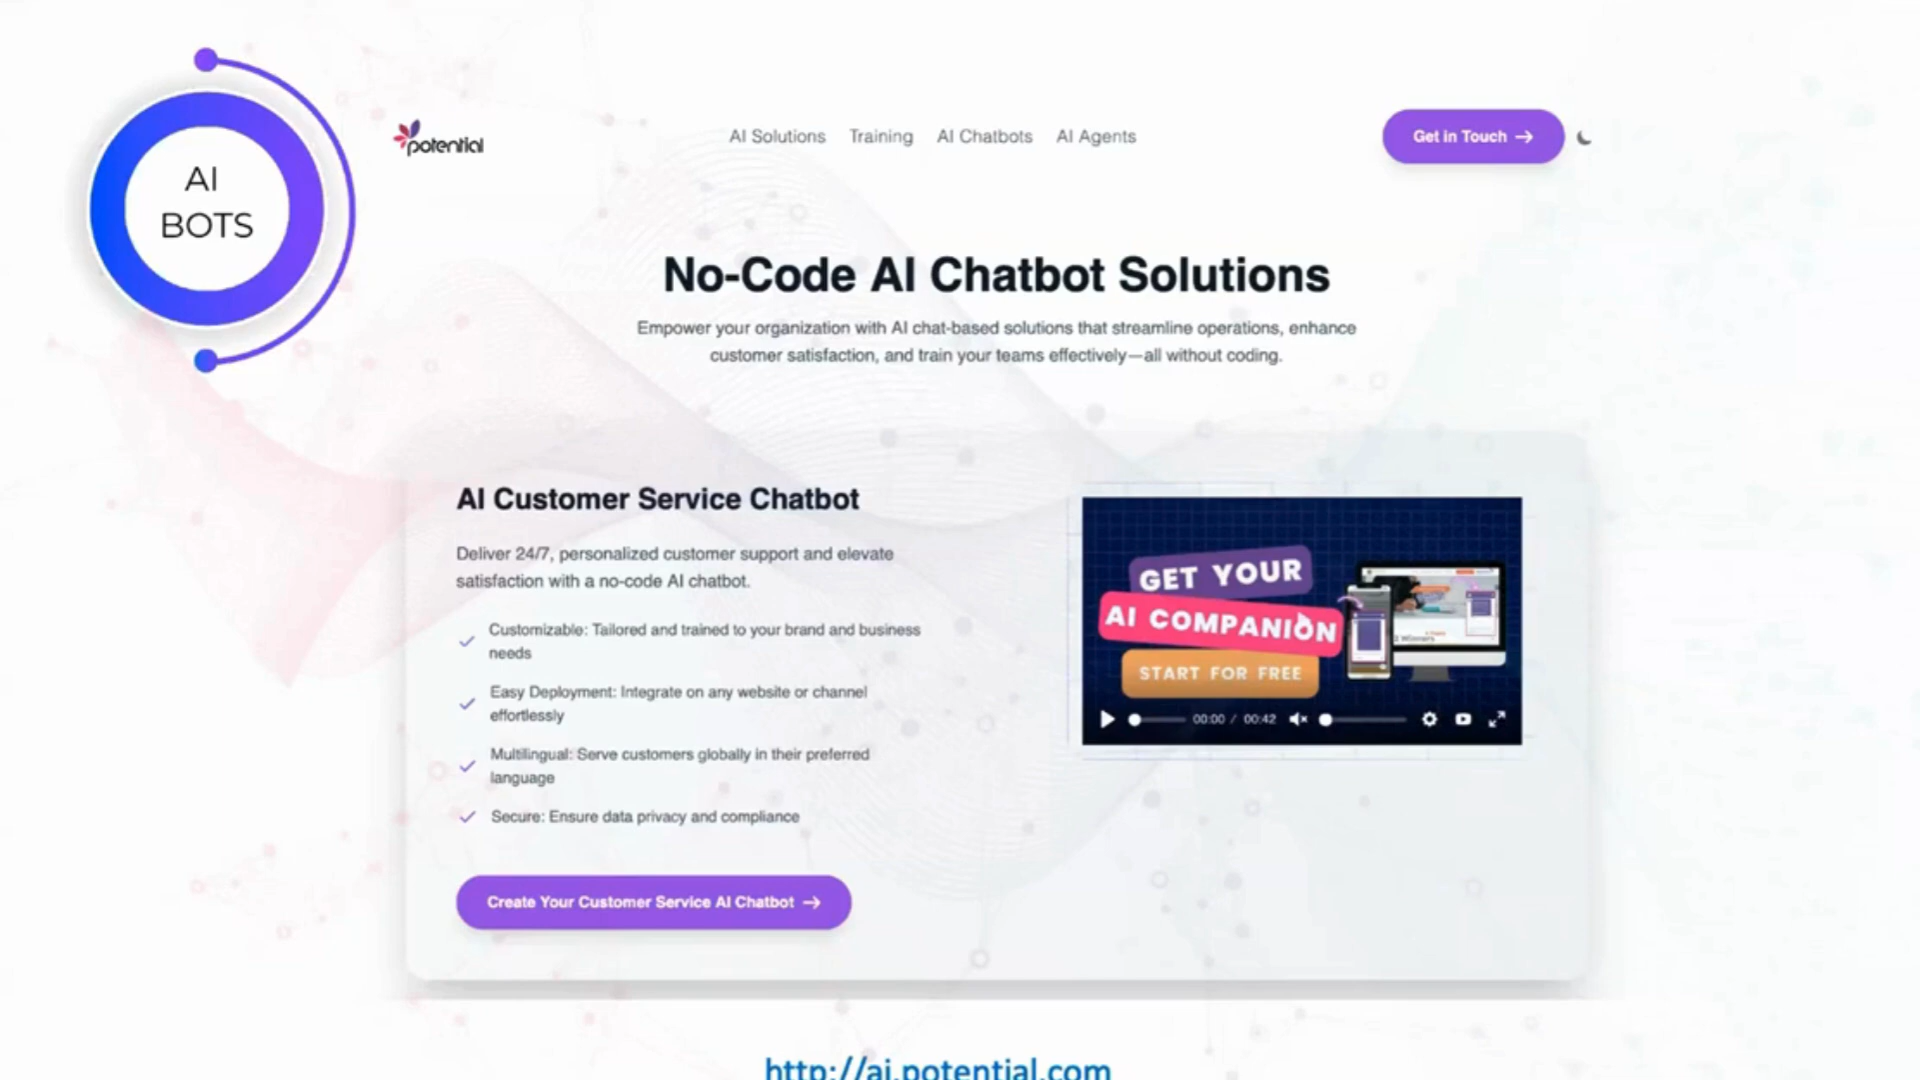 AI
BOTS
potential
AI Solutions Training AI Chatbots AI Agents
Get in Touch →
No-Code AI Chatbot Solutions
Empower your organization with AI chat-based solutions that streamline operations, enhance
customer satisfaction, and train your teams effectively—all without coding.
AI Customer Service Chatbot
Deliver 24/7, personalized customer support and elevate
satisfaction with a no-code AI chatbot.
Customizable: Tailored and trained to your brand and business
needs
Easy Deployment: Integrate on any website or channel
effortlessly
Multilingual: Serve customers globally in their preferred
language
Secure: Ensure data privacy and compliance
Create Your Customer Service AI Chatbot →
GET YOUR
AI COMPANION
START FOR FREE
00:00 / 00:42
http://ai.potential.com